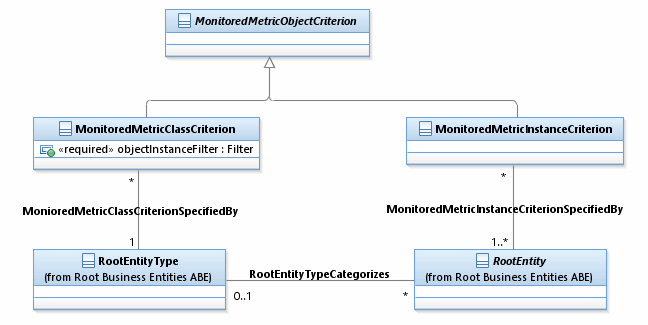 MonitoredMetricObjectCriterion
MonitoredMetricClassCriterion
«required» objectInstanceFilter : Filter
MonitoredMetricInstanceCriterion
*
*
MonioredMetricClassCriterionSpecifiedBy
MonitoredMetricInstanceCriterionSpecifiedBy
1
1..*
RootEntityType
(from Root Business Entities ABE)
RootEntity
(from Root Business Entities ABE)
RootEntityTypeCategorizes
0..1
*